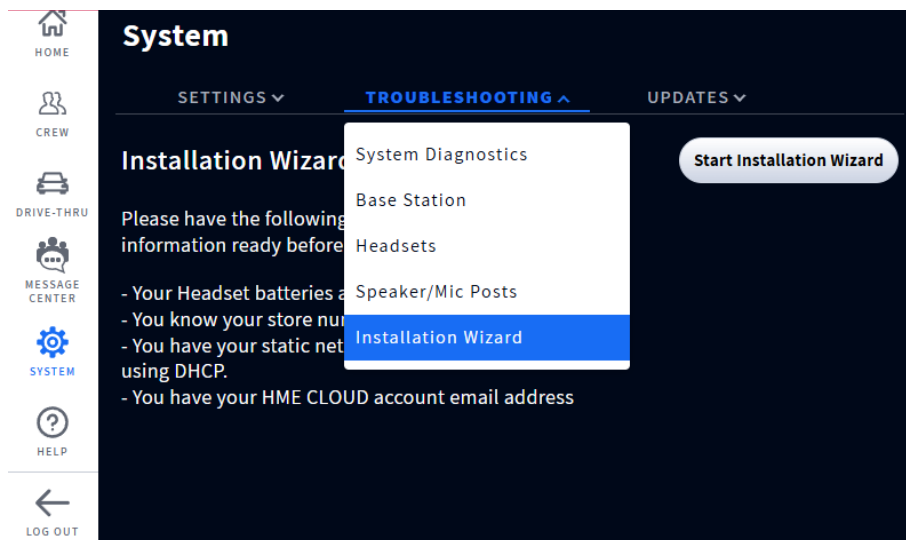 HOME
CREW
DRIVE-THRU
MESSAGE
CENTER
SYSTEM
HELP
LOG OUT
System
SETTINGS
TROUBLESHOOTING
UPDATES
System Diagnostics
Base Station
Headsets
Speaker/Mic Posts
Installation Wizard
Installation Wizard
Start Installation Wizard
Please have the following
information ready before
- Your Headset batteries
- You know your store
- You have your static
using DHCP.
- You have your HME CLOUD account email address